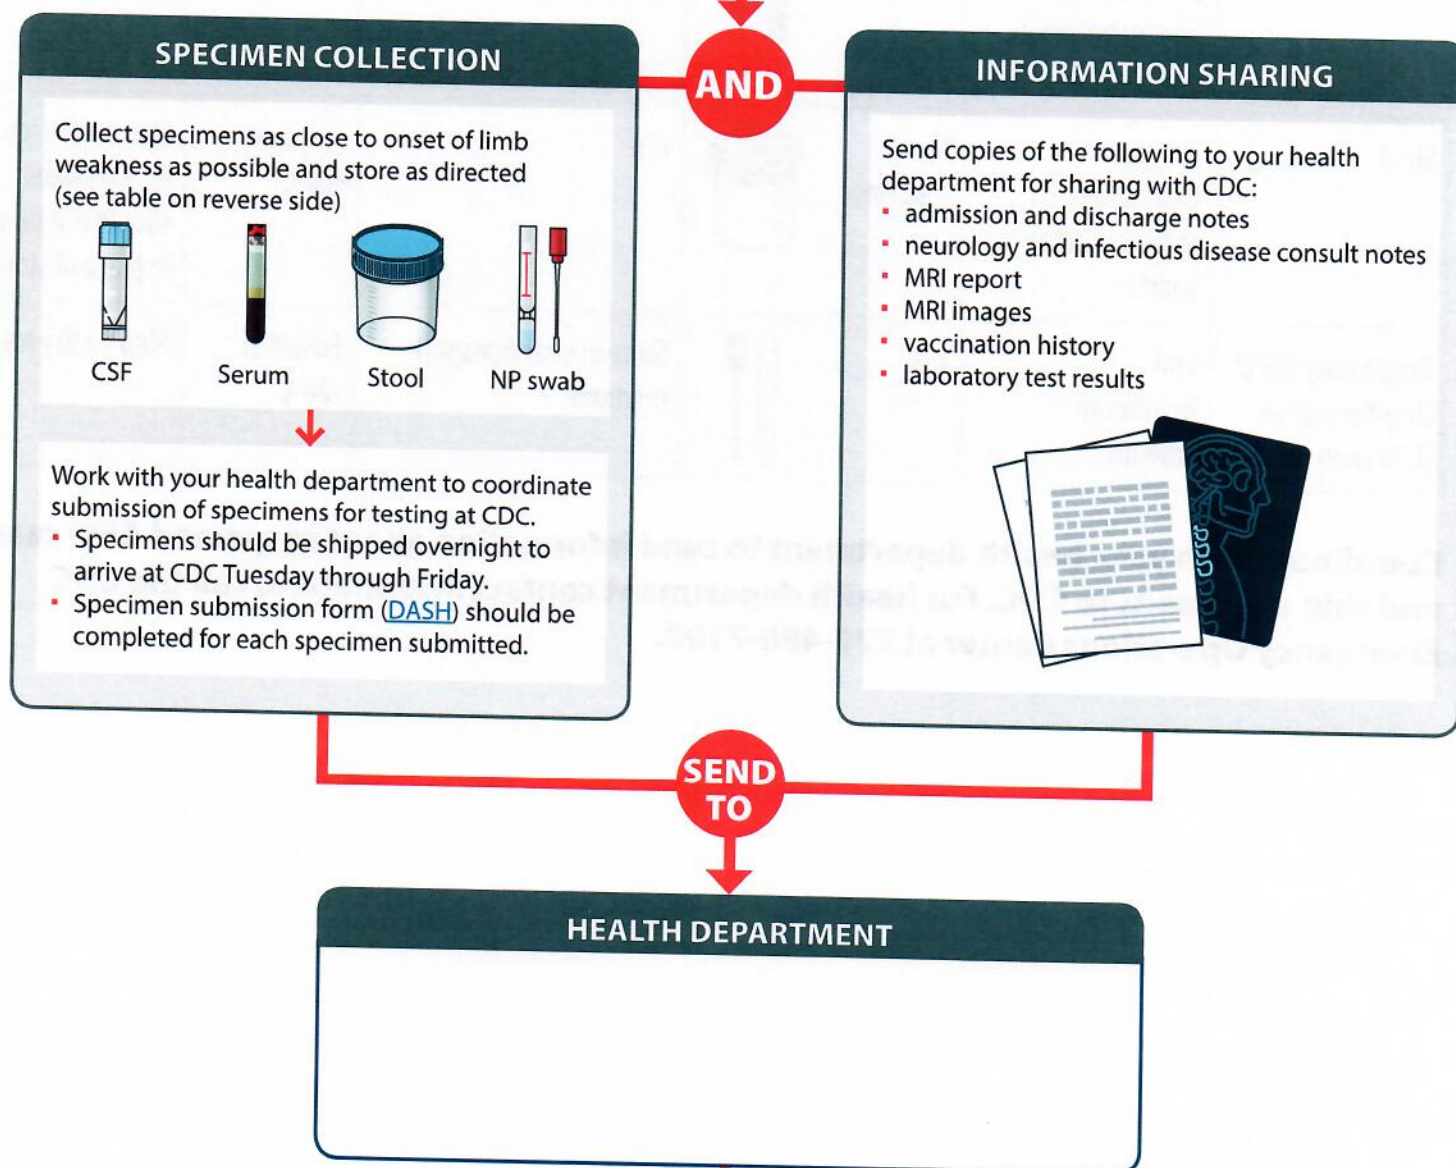 AND
SPECIMEN COLLECTION
Collect specimens as close to onset of limb
weakness as possible and store as directed
(see table on reverse side)
CSF
Serum
Stool
NP swab
Work with your health department to coordinate
submission of specimens for testing at CDC.
▪ Specimens should be shipped overnight to
arrive at CDC Tuesday through Friday.
▪ Specimen submission form (DASH) should be
completed for each specimen submitted.
INFORMATION SHARING
Send copies of the following to your health
department for sharing with CDC:
▪ admission and discharge notes
▪ neurology and infectious disease consult notes
▪ MRI report
▪ MRI images
▪ vaccination history
▪ laboratory test results
SEND
TO
HEALTH DEPARTMENT